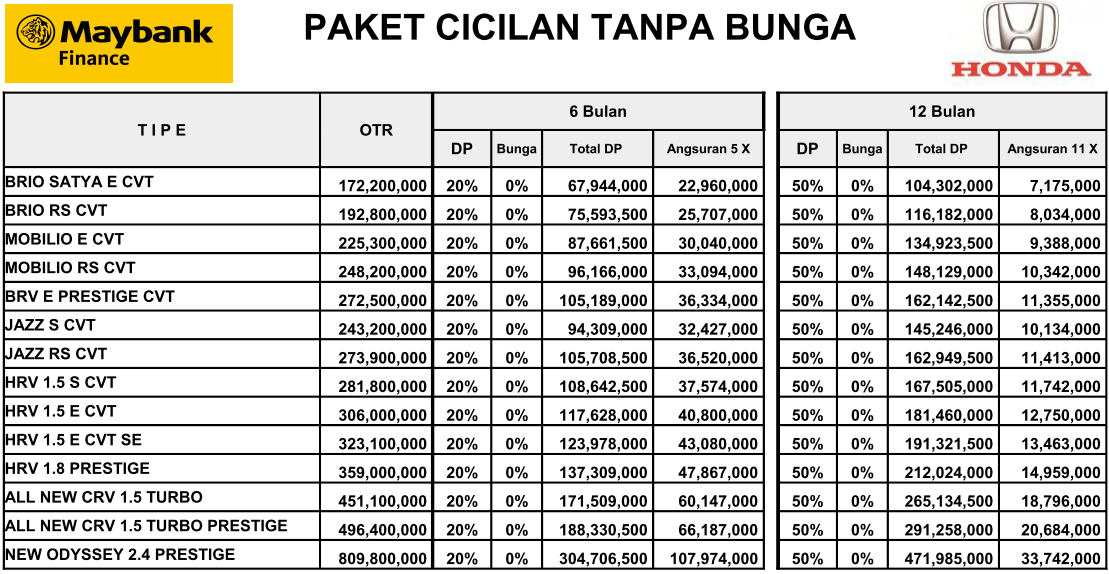 Maybank
Finance
PAKET CICILAN TANPA BUNGA
HONDA
T I P E OTR 6 Bulan 12 Bulan
DP Bunga Total DP Angsuran 5 X DP Bunga Total DP Angsuran 11 X
BRIO SATYA E CVT 172,200,000 20% 0% 67,944,000 22,960,000 50% 0% 104,302,000 7,175,000
BRIO RS CVT 192,800,000 20% 0% 75,593,500 25,707,000 50% 0% 116,182,000 8,034,000
MOBILIO E CVT 225,300,000 20% 0% 87,661,500 30,040,000 50% 0% 134,923,500 9,388,000
MOBILIO RS CVT 248,200,000 20% 0% 96,166,000 33,094,000 50% 0% 148,129,000 10,342,000
BRV E PRESTIGE CVT 272,500,000 20% 0% 105,189,000 36,334,000 50% 0% 162,142,500 11,355,000
JAZZ S CVT 243,200,000 20% 0% 94,309,000 32,427,000 50% 0% 145,246,000 10,134,000
JAZZ RS CVT 273,900,000 20% 0% 105,708,500 36,520,000 50% 0% 162,949,500 11,413,000
HRV 1.5 S CVT 281,800,000 20% 0% 108,642,500 37,574,000 50% 0% 167,505,000 11,742,000
HRV 1.5 E CVT 306,000,000 20% 0% 117,628,000 40,800,000 50% 0% 181,460,000 12,750,000
HRV 1.5 E CVT SE 323,100,000 20% 0% 123,978,000 43,080,000 50% 0% 191,321,500 13,463,000
HRV 1.8 PRESTIGE 359,000,000 20% 0% 137,309,000 47,867,000 50% 0% 212,024,000 14,959,000
ALL NEW CRV 1.5 TURBO 451,100,000 20% 0% 171,509,000 60,147,000 50% 0% 265,134,500 18,796,000
ALL NEW CRV 1.5 TURBO PRESTIGE 496,400,000 20% 0% 188,330,500 66,187,000 50% 0% 291,258,000 20,684,000
NEW ODYSSEY 2.4 PRESTIGE 809,800,000 20% 0% 304,706,500 107,974,000 50% 0% 471,985,000 33,742,000